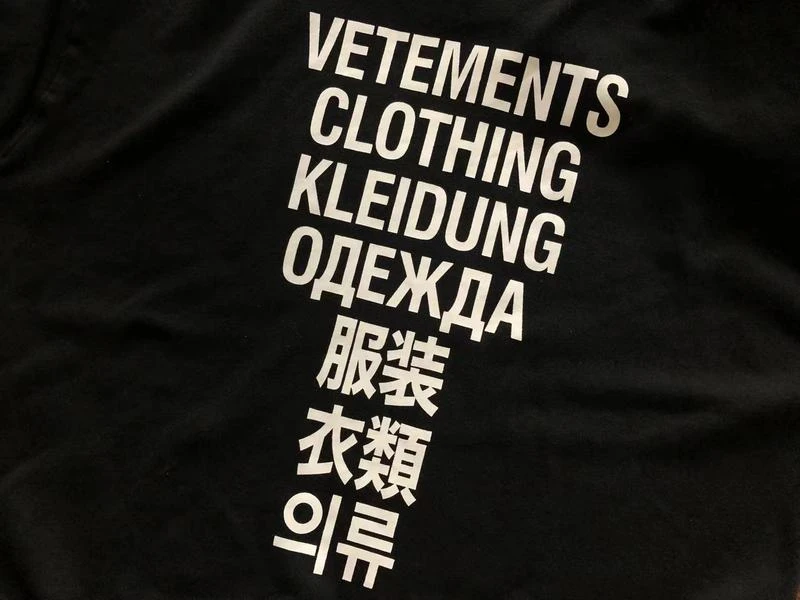 VETEMENTS
CLOTHING
KLEIDUNG
ОДЕЖДА
服装
衣類
의류